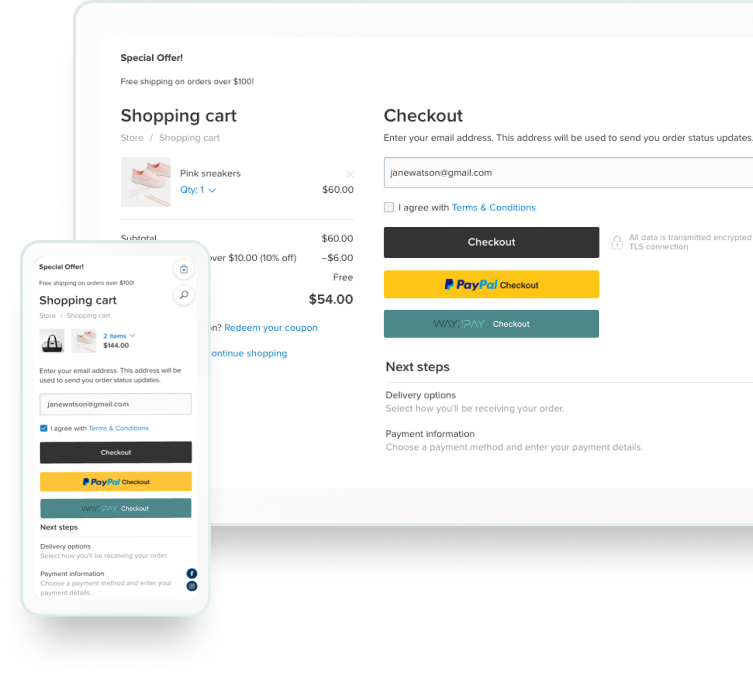 Special Offer!
Free shipping on orders over $100!
Shopping cart
Store / Shopping cart
Pink sneakers
Qty: 1
$60.00
Subtotal
$60.00
over $10.00 (10% off)
–$6.00
Free
$54.00
Redeem your coupon
ontinue shopping
Checkout
Enter your email address. This address will be used to send you order status updates.
janewatson@gmail.com
I agree with Terms & Conditions
Checkout
All data is transmitted encrypted
TLS connection
PayPal Checkout
WAY2PAY Checkout
Next steps
Delivery options
Select how you'll be receiving your order.
Payment information
Choose a payment method and enter your payment details.
Special Offer!
Free shipping on orders over $100!
Shopping cart
Store / Shopping cart
2 items
$144.00
Enter your email address. This address will be
used to send you order status updates.
janewatson@gmail.com
I agree with Terms & Conditions
Checkout
PayPal Checkout
WAY2PAY Checkout
Next steps
Delivery options
Select how you'll be receiving your order.
Payment information
Choose a payment method and enter your
payment details.